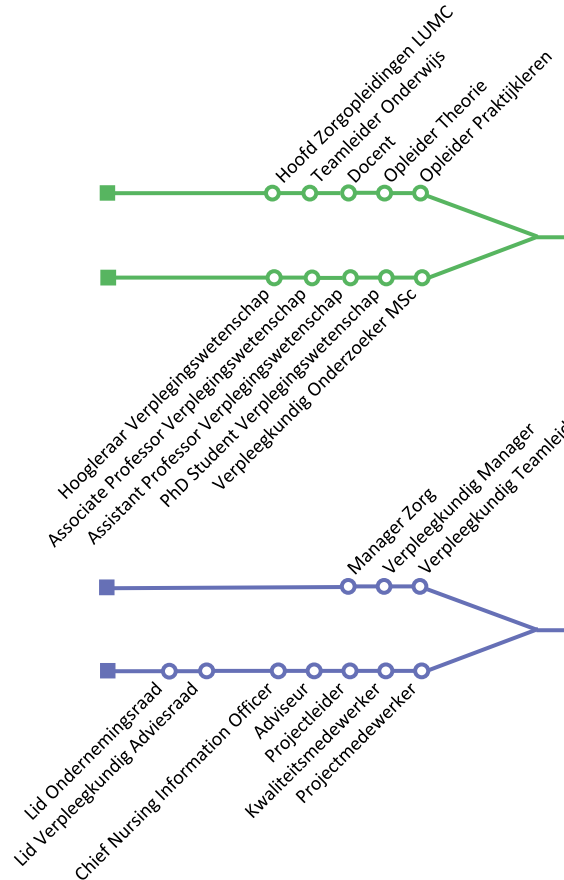 Hoofd Zorgopleidingen LUMC
Teamleider Onderwijs
Docent
Opleider Theorie
Opleider Praktijkleren
Hoogleraar Verplegingswetenschap
Associate Professor Verplegingswetenschap
Assistant Professor Verplegingswetenschap
PhD Student Verplegingswetenschap
Verpleegkundig Onderzoeker MSc
Manager Zorg
Verpleegkundig Manager
Verpleegkundig Teamleid
Lid Ondernemingsraad
Lid Verpleegkundig Adviesraad
Chief Nursing Information Officer
Adviseur
Projectleider
Kwaliteitsmedewerker
Projectmedewerker